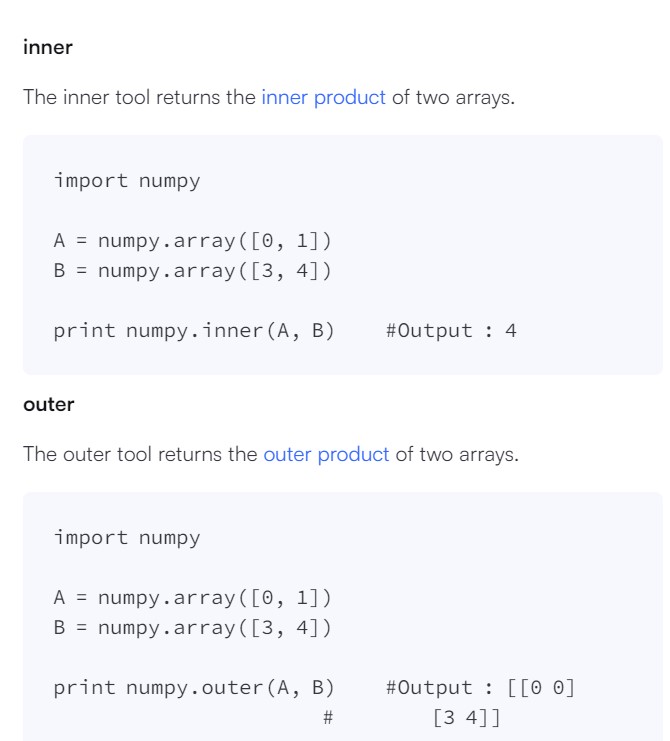 inner
The inner tool returns the inner product of two arrays.
import numpy
A = numpy.array([0, 1])
B = numpy.array([3, 4])
print numpy.inner(A, B)     #Output : 4
outer
The outer tool returns the outer product of two arrays.
import numpy
A = numpy.array([0, 1])
B = numpy.array([3, 4])
print numpy.outer(A, B)     #Output : [[0 0]
#         [3 4]]